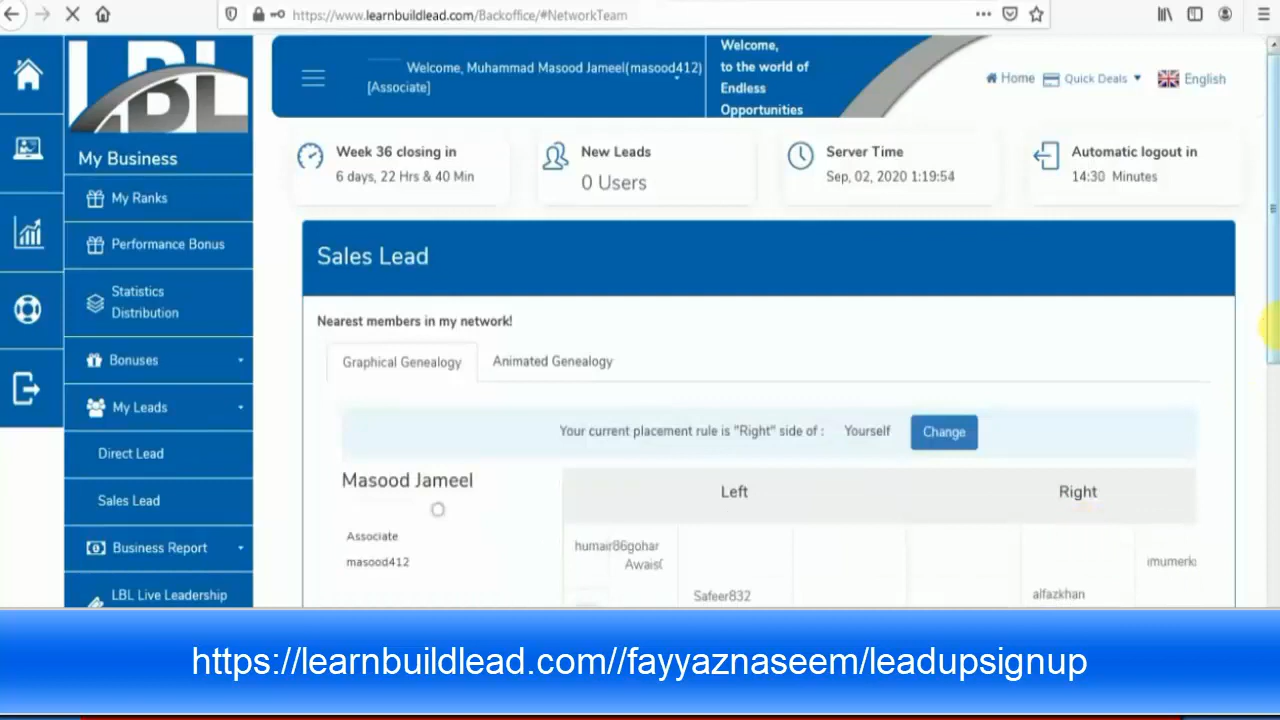 https://www.learnbuildlead.com/Backoffice/#NetworkTeam
LBL
Welcome, Muhammad Masood Jameel(masood412)
[Associate]
Welcome,
to the world of
Endless
Opportunities
Home
Quick Deals
English
My Business
My Ranks
Performance Bonus
Statistics
Distribution
Bonuses
My Leads
Direct Lead
Sales Lead
Business Report
LBL Live Leadership
Week 36 closing in
6 days, 22 Hrs & 40 Min
New Leads
0 Users
Server Time
Sep, 02, 2020 1:19:54
Automatic logout in
14:30 Minutes
Sales Lead
Nearest members in my network!
Graphical Genealogy
Animated Genealogy
Your current placement rule is "Right" side of :
Yourself
Change
Masood Jameel
Associate
masood412
Left
Right
humair86gohar
Awais(
Safeer832
alfazkhan
https://learnbuildlead.com//fayyaznaseem/leadupsignup